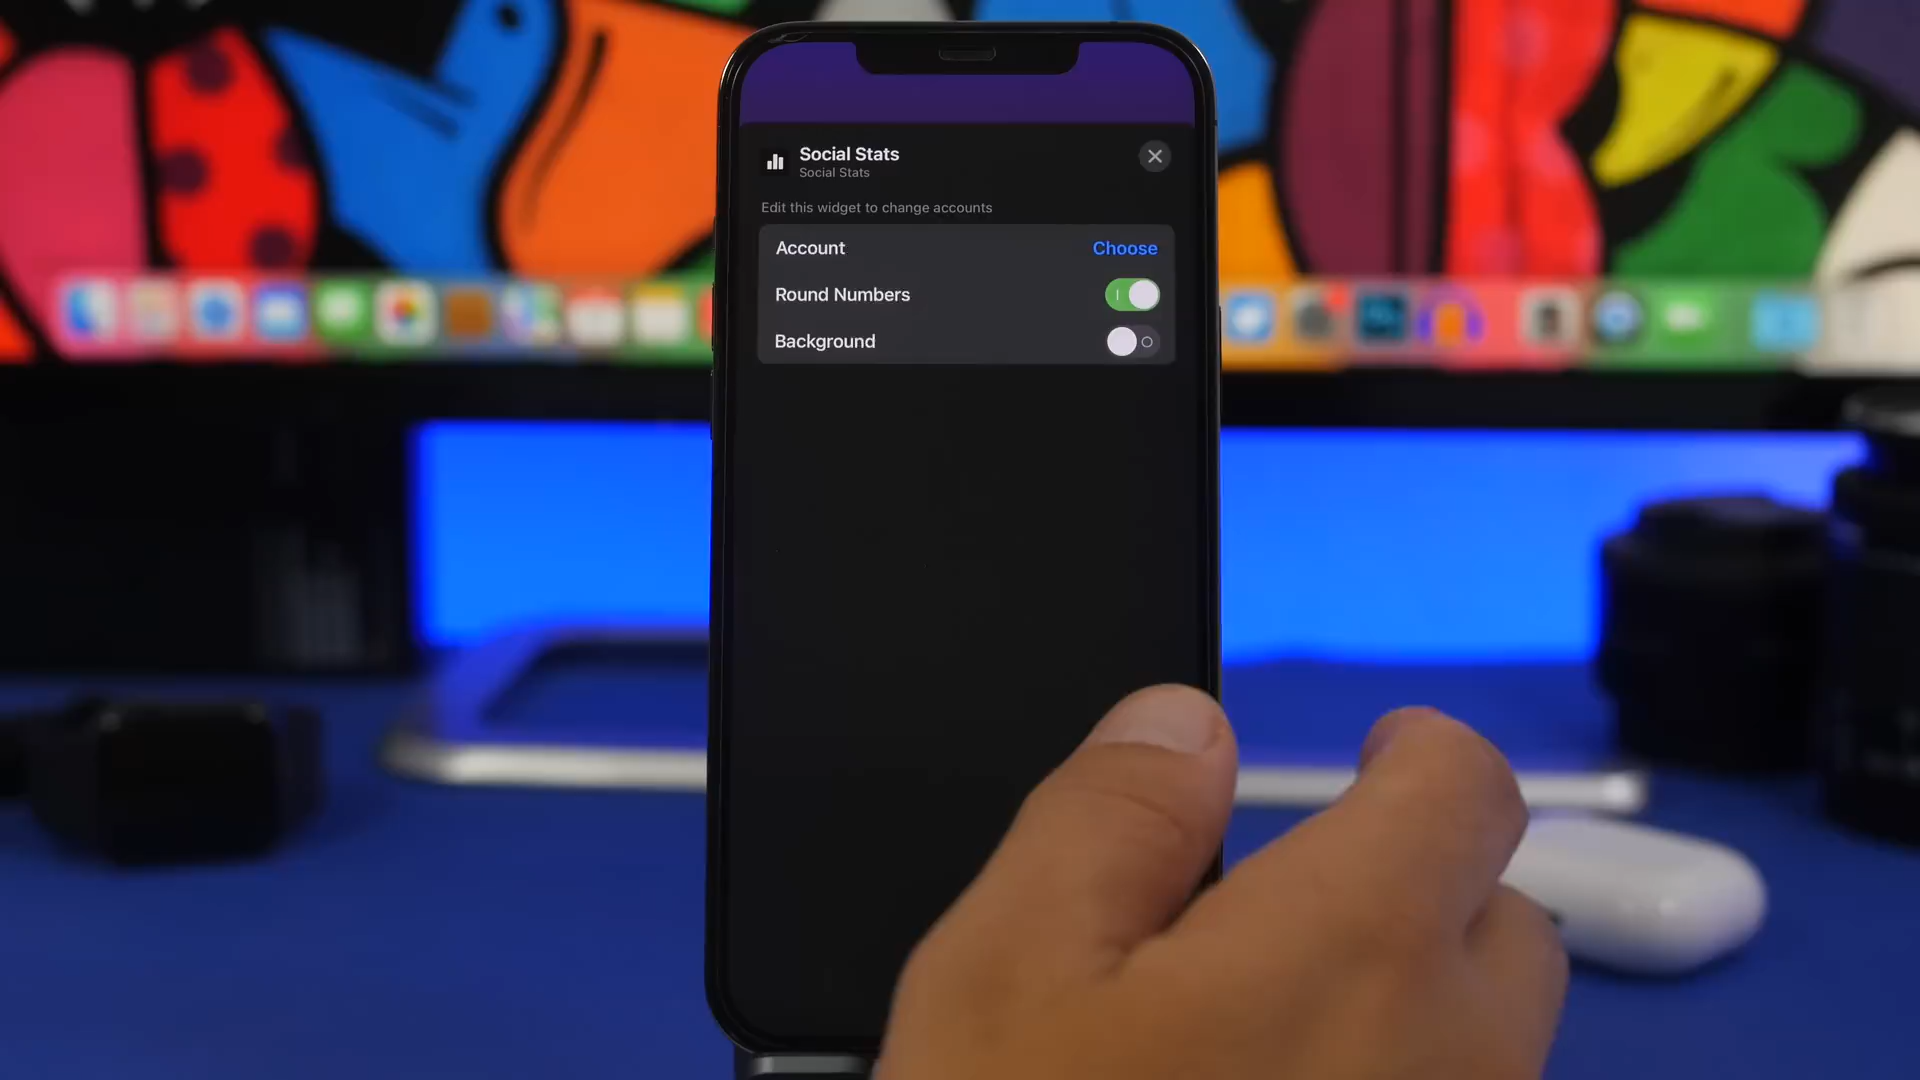 Social Stats
Social Stats
Edit this widget to change accounts
Account
Choose
Round Numbers
Background